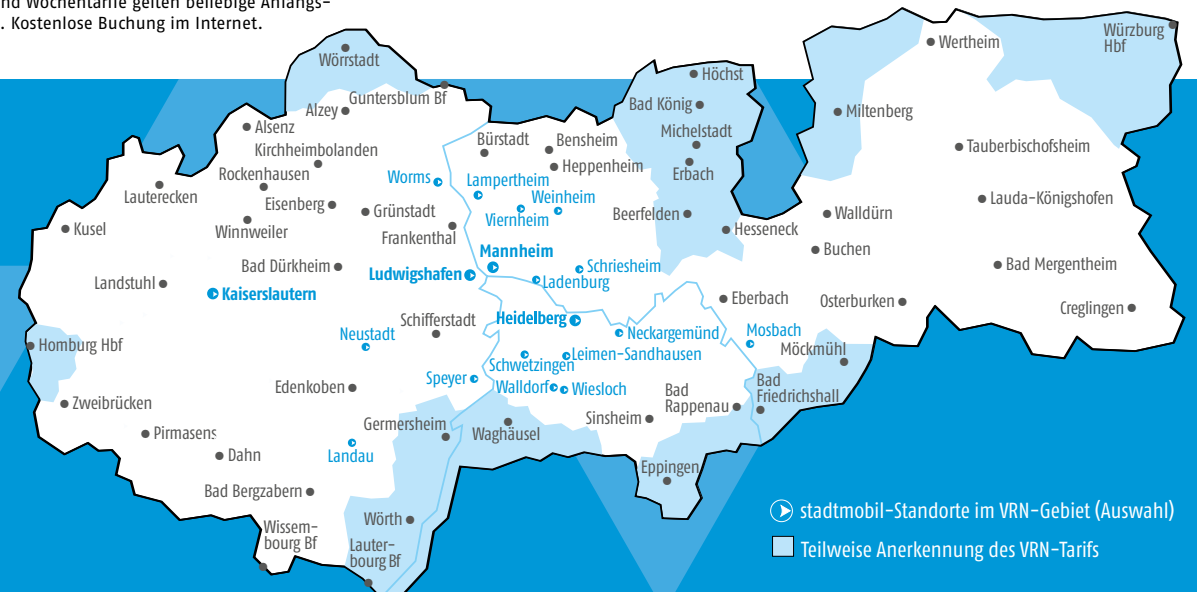 nd Wochentarife gelten beliebige Anfangs-
. Kostenlose Buchung im Internet.
Wörrstadt
Guntersblum Bf
Alzey
Alsenz
Kirchheimbolanden
Rockenhausen
Lauterecken
Eisenberg
Grünstadt
Kusel
Winnweiler
Frankenthal
Bad Dürkheim
Landstuhl
Kaiserslautern
Ludwigshafen
Worms
Bürstadt
Bensheim
Heppenheim
Lampertheim
Weinheim
Viernheim
Mannheim
Schriesheim
Ladenburg
Höchst
Bad König
Michelstadt
Erbach
Beerfelden
Hesseneck
Würzburg
Hbf
Wertheim
Miltenberg
Tauberbischofsheim
Lauda-Königshofen
Walldürn
Buchen
Bad Mergentheim
Osterburken
Creglingen
Eberbach
Heidelberg
Neckargemünd
Mosbach
Möckmühl
Leimen-Sandhausen
Schwetzingen
Walldorf
Wiesloch
Bad
Friedrichshall
Bad
Rappenau
Sinsheim
Eppingen
Waghäusel
Schifferstadt
Neustadt
Speyer
Homburg Hbf
Edenkoben
Zweibrücken
Germersheim
Pirmasens
Landau
Dahn
Bad Bergzabern
Wörth
Wissem-
bourg Bf
Lauter-
bourg Bf
stadtmobil-Standorte im VRN-Gebiet (Auswahl)
Teilweise Anerkennung des VRN-Tarifs